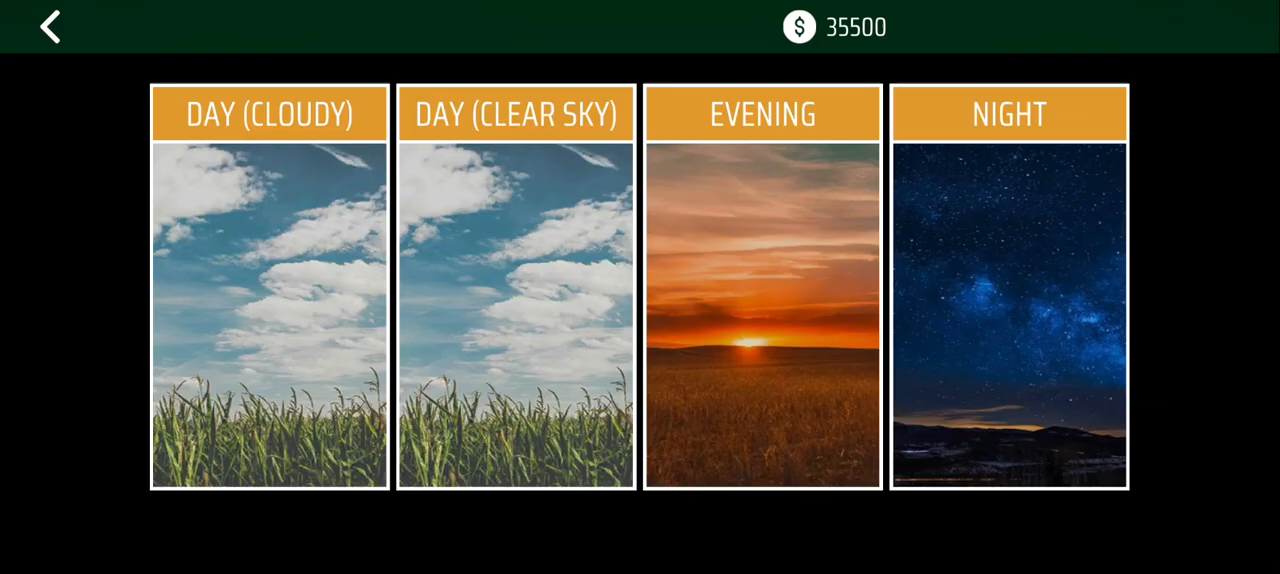 $ 35500
DAY (CLOUDY)
DAY (CLEAR SKY)
EVENING
NIGHT